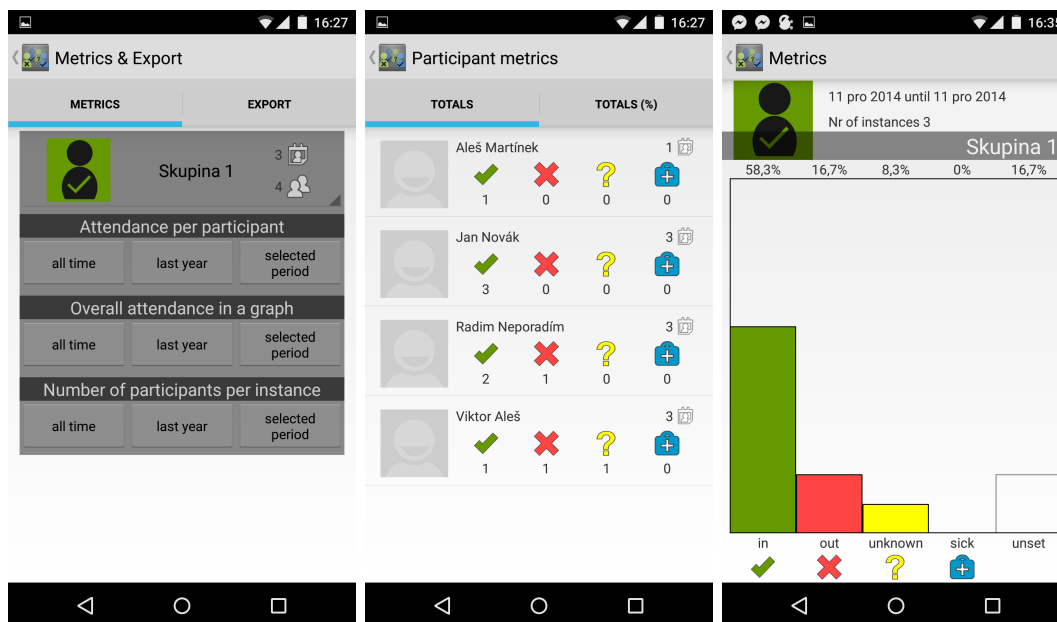 16:27
Metrics & Export
METRICS
EXPORT
Skupina 1
3
4
Attendance per participant
all time
last year
selected
period
Overall attendance in a graph
all time
last year
selected
period
Number of participants per instance
all time
last year
selected
period
16:27
Participant metrics
TOTALS
TOTALS (%)
Aleš Martínek
1
1 0 0 0
Jan Novák
3
3 0 0 0
Radim Neporadím
3
2 1 0 0
Viktor Aleš
3
1 1 1 0
16:35
Metrics
11 pro 2014 until 11 pro 2014
Nr of instances 3
Skupina 1
58,3% 16,7% 8,3% 0% 16,7%
in out unknown sick unset